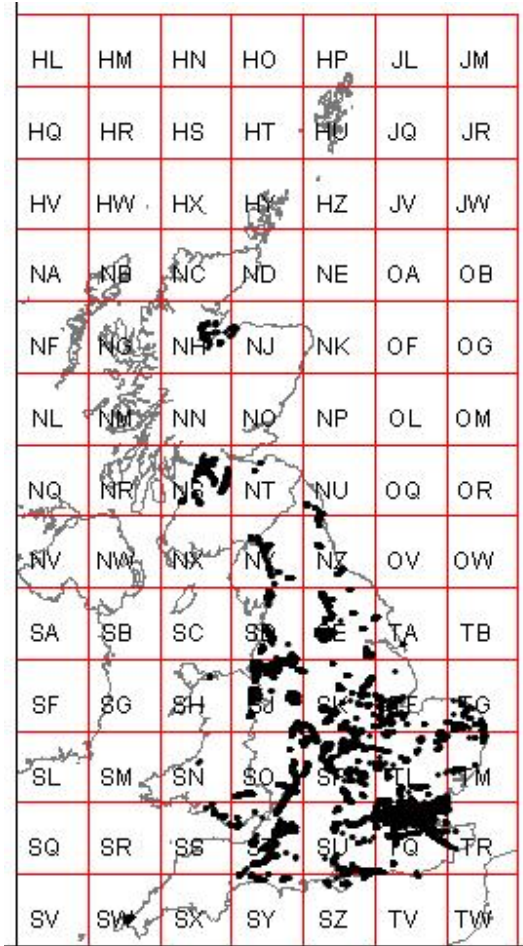 HL HM HN HO HP JL JM
HQ HR HS HT HU JQ JR
HV HW HX HY HZ JV JW
NA NB NC ND NE OA OB
NF NG NH NJ NK OF OG
NL NM NN NO NP OL OM
NQ NR NS NT NU OQ OR
NV NW NX NY NZ OV OW
SA SB SC SD SE TA TB
SF SG SH SJ SK TF TG
SL SM SN SO SP TL TM
SQ SR SS SU TQ TR
SV SW SX SY SZ TV TW